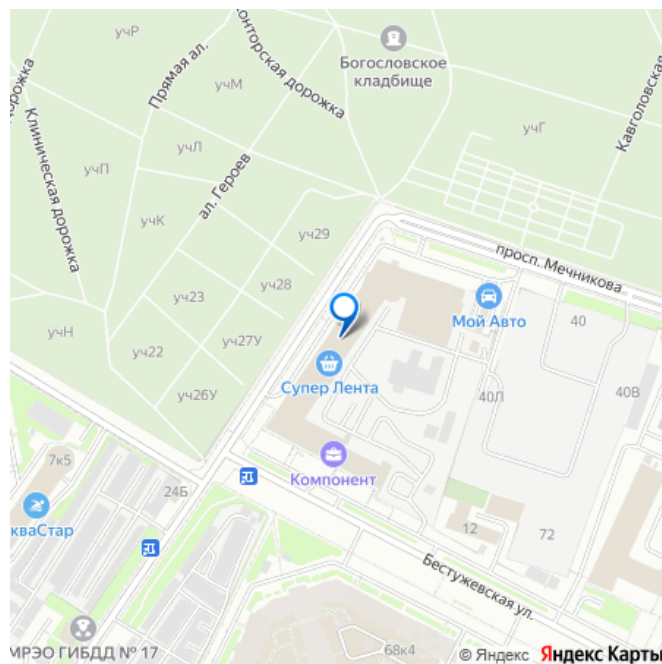 учР
Прямая ал.
Конторская дорожка
Богословское
кладбище
Кавголовская
дорожка
Клиническая дорожка
учМ
учП
учЛ
учГ
ал. Героев
учК
уч29
просп. Мечникова
уч28
уч23
Мой Авто
40
учН
уч22
уч27У
Супер Лента
уч26У
40Л
40В
7к5
Компонент
24Б
кваСтар
12
72
Бестужевская ул.
МРЭО ГИБДД № 17
68к4
© Яндекс Яндекс Карты